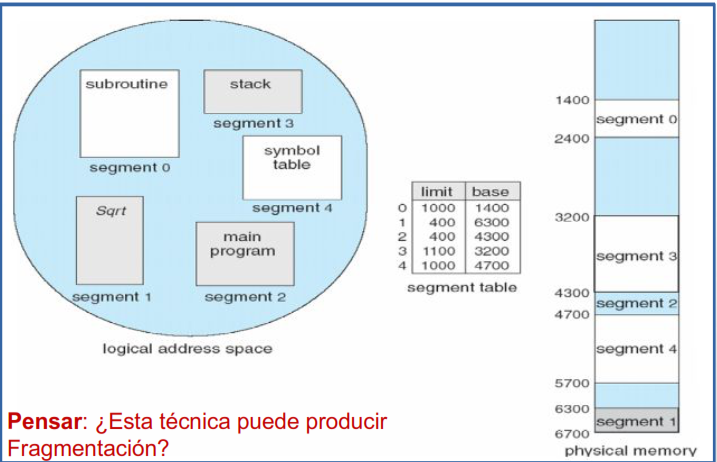 subroutine
segment 0
stack
segment 3
symbol
table
segment 4
Sqrt
segment 1
main
program
segment 2
logical address space
limit base
0 1000 1400
1 400 6300
2 400 4300
3 1100 3200
4 1000 4700
segment table
1400
segment 0
2400
3200
segment 3
4300
segment 2
4700
segment 4
5700
6300
segment 1
6700
physical memory
Pensar: ¿Esta técnica puede producir
Fragmentación?